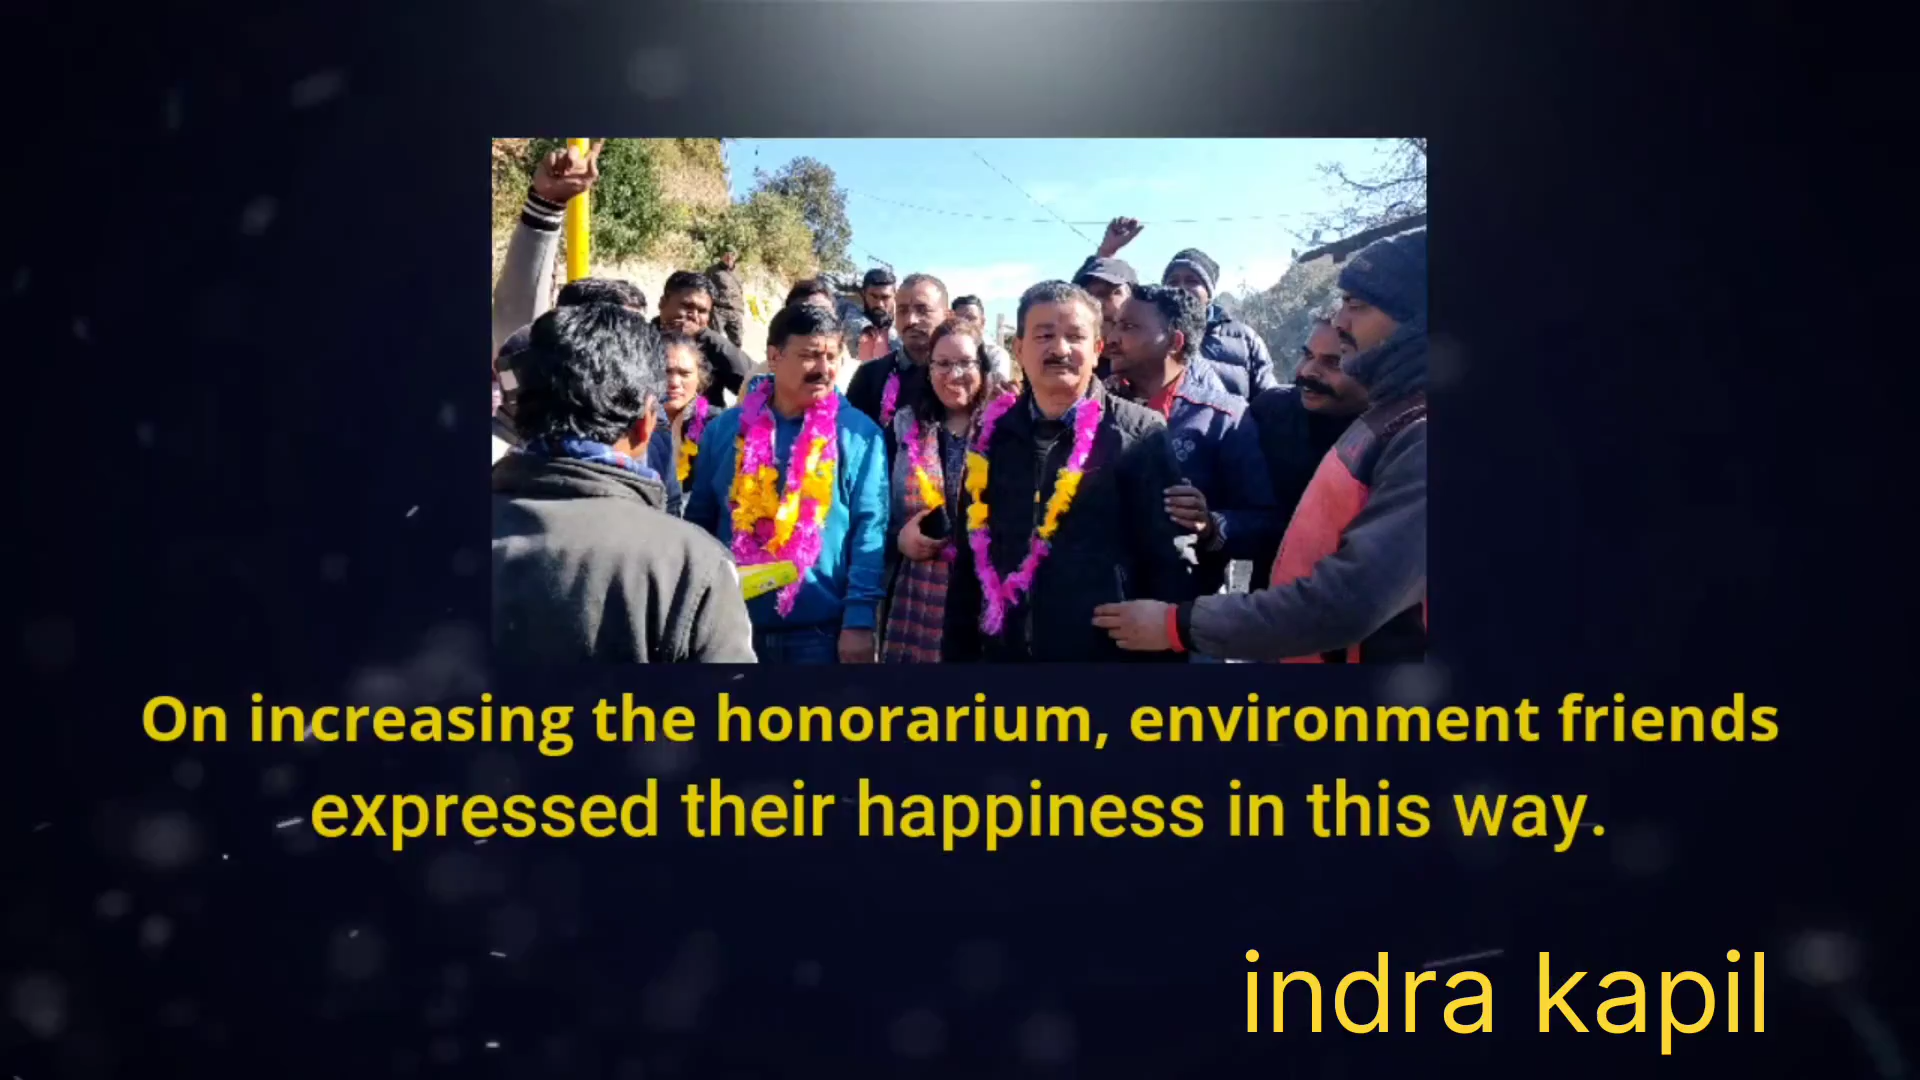 On increasing the honorarium, environment friends
expressed their happiness in this way.
indra kapil